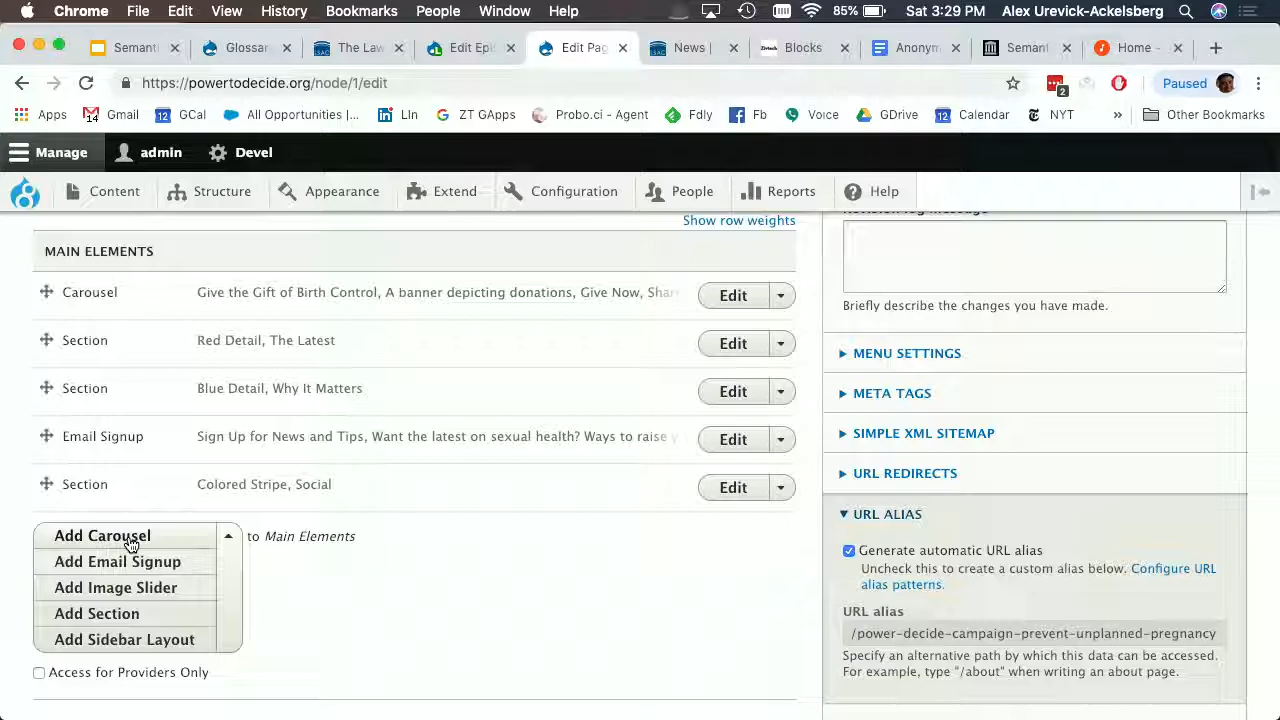 Chrome File Edit View History Bookmarks People Window Help 85% Sat 3:29 PM Alex Urevick-Ackelsberg
Semanti Glossar The Law Edit Epi Edit Pag News | Blocks Anonym Semant Home -
https://powertodecide.org/node/1/edit 2 Paused
Apps 14 Gmail 12 GCal All Opportunities |... LIn ZT GApps Probo.ci - Agent Fdly Fb Voice GDrive 12 Calendar NYT » Other Bookmarks
Manage admin Devel
Content Structure Appearance Extend Configuration People Reports Help
Show row weights
MAIN ELEMENTS
Carousel Give the Gift of Birth Control, A banner depicting donations, Give Now, Shar Edit
Section Red Detail, The Latest Edit
Section Blue Detail, Why It Matters Edit
Email Signup Sign Up for News and Tips, Want the latest on sexual health? Ways to raise y Edit
Section Colored Stripe, Social Edit
Add Carousel to Main Elements
Add Email Signup
Add Image Slider
Add Section
Add Sidebar Layout
Access for Providers Only
Briefly describe the changes you have made.
MENU SETTINGS
META TAGS
SIMPLE XML SITEMAP
URL REDIRECTS
URL ALIAS
Generate automatic URL alias
Uncheck this to create a custom alias below. Configure URL
alias patterns.
URL alias
/power-decide-campaign-prevent-unplanned-pregnancy
Specify an alternative path by which this data can be accessed.
For example, type "/about" when writing an about page.